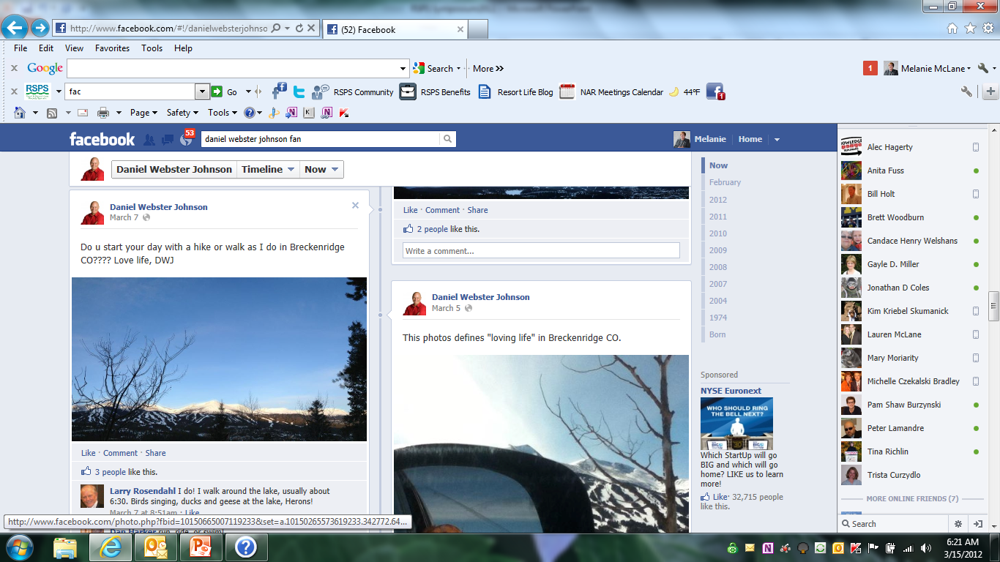 http://www.facebook.com/#!/danielwebsterjohnso
(52) Facebook
File Edit View Favorites Tools Help
Google
Search
More
1
Melanie McLane
RSPS
fac
Go
RSPS Community
RSPS Benefits
Resort Life Blog
NAR Meetings Calendar
44°F
1
Page
Safety
Tools
facebook
53
daniel webster johnson fan
Melanie
Home
Daniel Webster Johnson
Timeline
Now
Daniel Webster Johnson
March 7
Do u start your day with a hike or walk as I do in Breckenridge
CO???? Love life, DWJ
Like · Comment · Share
3 people like this.
Larry Rosendahl I do! I walk around the lake, usually about
6:30. Birds singing, ducks and geese at the lake, Herons!
March 7 at 8:51am · Like
Dan Harker run, ride, or swim!
http://www.facebook.com/photo.php?fbid=10150665007119233&set=a.10150265573619233.342772.64...
Like · Comment · Share
2 people like this.
Write a comment...
Daniel Webster Johnson
March 5
This photos defines "loving life" in Breckenridge CO.
Now
February
2012
2011
2010
2009
2008
2007
2004
1974
Born
Sponsored
NYSE Euronext
WHO SHOULD RING
THE BELL NEXT?
Which StartUp will go
BIG and which will go
home? LIKE us to learn
more!
Like · 32,715 people
like this.
Alec Hagerty
Anita Fuss
Bill Holt
Brett Woodburn
Candace Henry Welshans
Gayle D. Miller
Jonathan D Coles
Kim Kriebel Skumanick
Lauren McLane
Mary Moriarity
Michelle Czekalski Bradley
Pam Shaw Burzynski
Peter Lamandre
Tina Richlin
Trista Curzydlo
MORE ONLINE FRIENDS (7)
Search
6:21 AM
3/15/2012